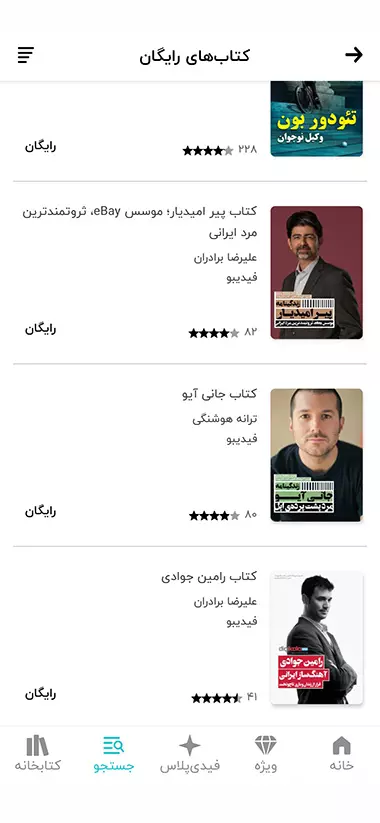 کتاب‌های رایگان
تئودور بون
وکیل نوجوان
۲۲۸
رایگان
کتاب پیر امیدیار؛ موسس eBay، ثروتمندترین
مرد ایرانی
علیرضا برادران
فیدیبو
۸۲
رایگان
زندگینامه
پیر امیدیار
کتاب جانی آیو
ترانه هوشنگی
فیدیبو
۸۰
رایگان
زندگینامه
جانی آیو
مرد پشت پرده‌ی اپل
کتاب رامین جوادی
علیرضا برادران
فیدیبو
۴۱
رایگان
رامین جوادی
آهنگساز ایرانی
خانه
ویژه
فیدی‌پلاس
جستجو
کتابخانه